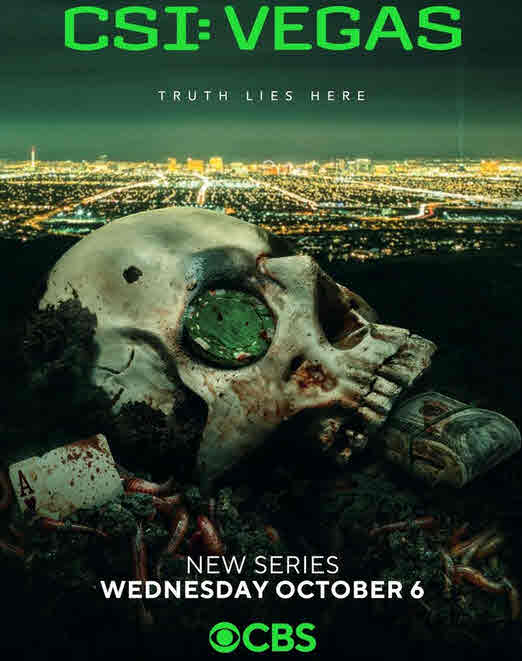 CSI: VEGAS
TRUTH LIES HERE
A
NEW SERIES
WEDNESDAY OCTOBER 6
CBS